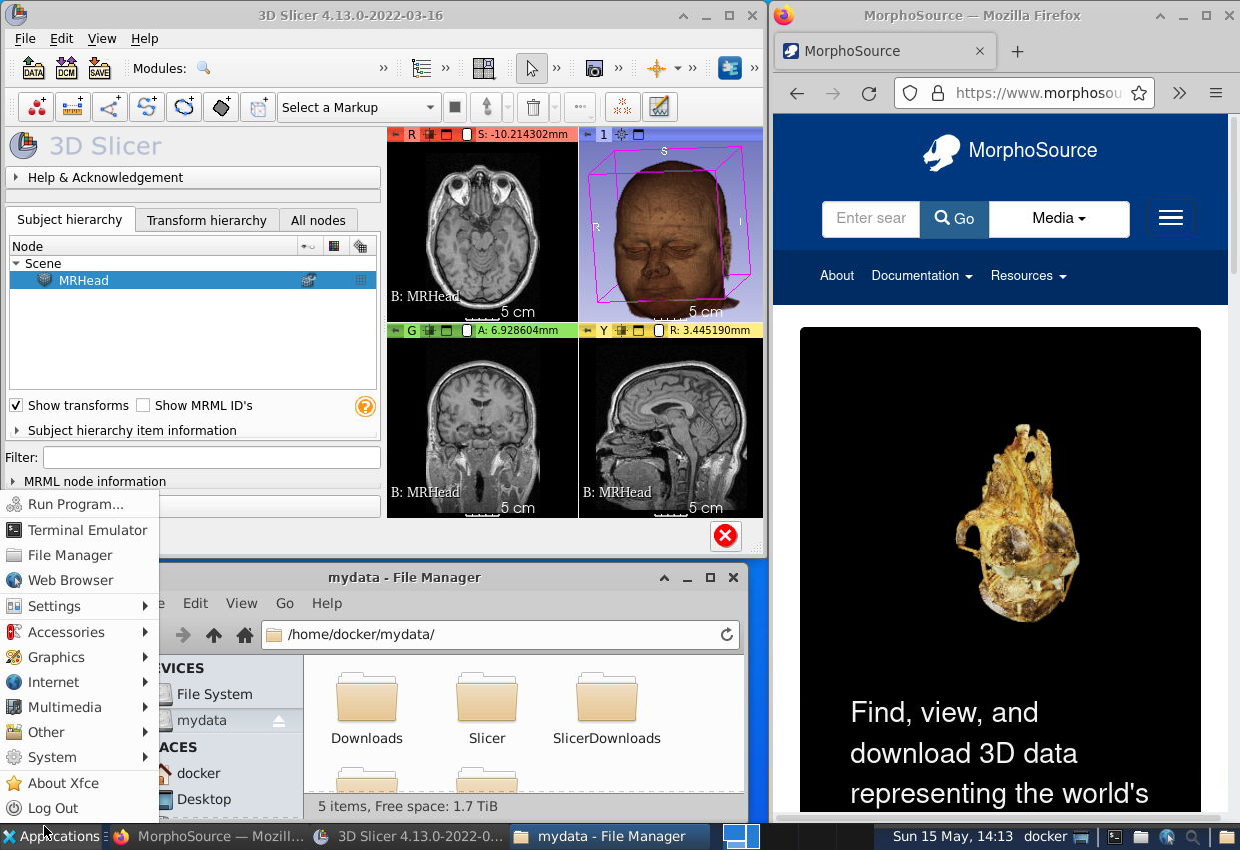 3D Slicer 4.13.0-2022-03-16
File Edit View Help
DATA DCM SAVE Modules:
Select a Markup
3D Slicer
Help & Acknowledgement
Subject hierarchy Transform hierarchy All nodes
Node
Scene
MRHead
Show transforms Show MRML ID's
Subject hierarchy item information
Filter:
MRML node information
R S: -10.214302mm
B: MRHead
5 cm
1
S
R
I
5 cm
G A: 6.928604mm
B: MRHead
5 cm
Y R: 3.445190mm
B: MRHead
5 cm
MorphoSource — Mozilla Firefox
MorphoSource
https://www.morphosou
MorphoSource
Enter sear Go Media
About Documentation Resources
Find, view, and
download 3D data
representing the world's
Run Program...
Terminal Emulator
File Manager
Web Browser
Settings
Accessories
Graphics
Internet
Multimedia
Other
System
About Xfce
Log Out
mydata - File Manager
e Edit View Go Help
/home/docker/mydata/
EVICES
File System
mydata
ACES
docker
Desktop
Downloads Slicer SlicerDownloads
5 items, Free space: 1.7 TiB
Applications MorphoSource — Mozill... 3D Slicer 4.13.0-2022-0... mydata - File Manager Sun 15 May, 14:13 docker